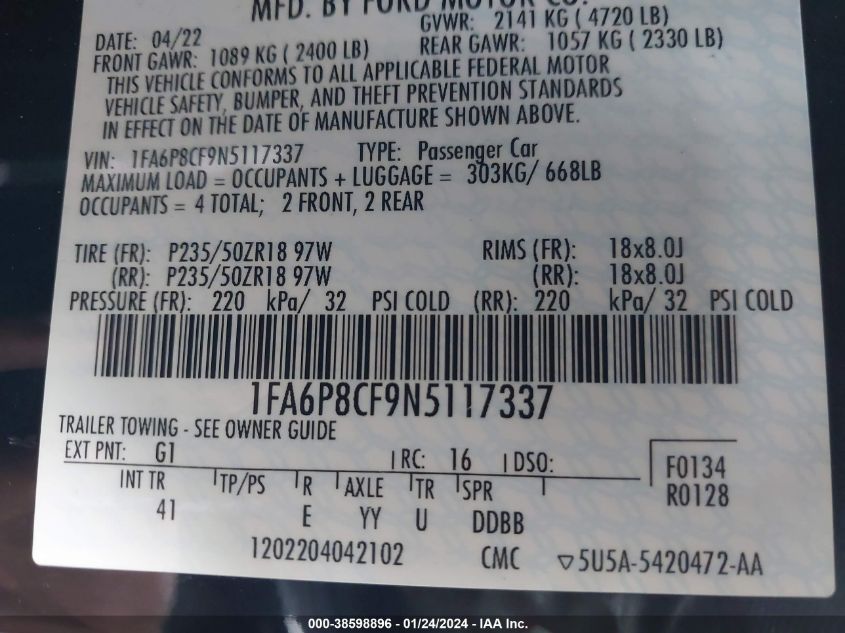 MFD. BY FORD MOTOR CO.
DATE: 04/22 GVWR: 2141 KG ( 4720 LB)
FRONT GAWR: 1089 KG ( 2400 LB) REAR GAWR: 1057 KG ( 2330 LB)
THIS VEHICLE CONFORMS TO ALL APPLICABLE FEDERAL MOTOR
VEHICLE SAFETY, BUMPER, AND THEFT PREVENTION STANDARDS
IN EFFECT ON THE DATE OF MANUFACTURE SHOWN ABOVE.
VIN: 1FA6P8CF9N5117337 TYPE: Passenger Car
MAXIMUM LOAD = OCCUPANTS + LUGGAGE = 303KG/ 668LB
OCCUPANTS = 4 TOTAL; 2 FRONT, 2 REAR
TIRE (FR): P235/50ZR18 97W RIMS (FR): 18x8.0J
(RR): P235/50ZR18 97W (RR): 18x8.0J
PRESSURE (FR): 220 kPa/ 32 PSI COLD (RR): 220 kPa/ 32 PSI COLD
1FA6P8CF9N5117337
TRAILER TOWING - SEE OWNER GUIDE
EXT PNT: G1 RC: 16 DSO: F0134
INT TR TP/PS R AXLE TR SPR R0128
41 E YY U DDBB
1202204042102 CMC ▽5U5A-5420472-AA
000-38598896 - 01/24/2024 - IAA Inc.